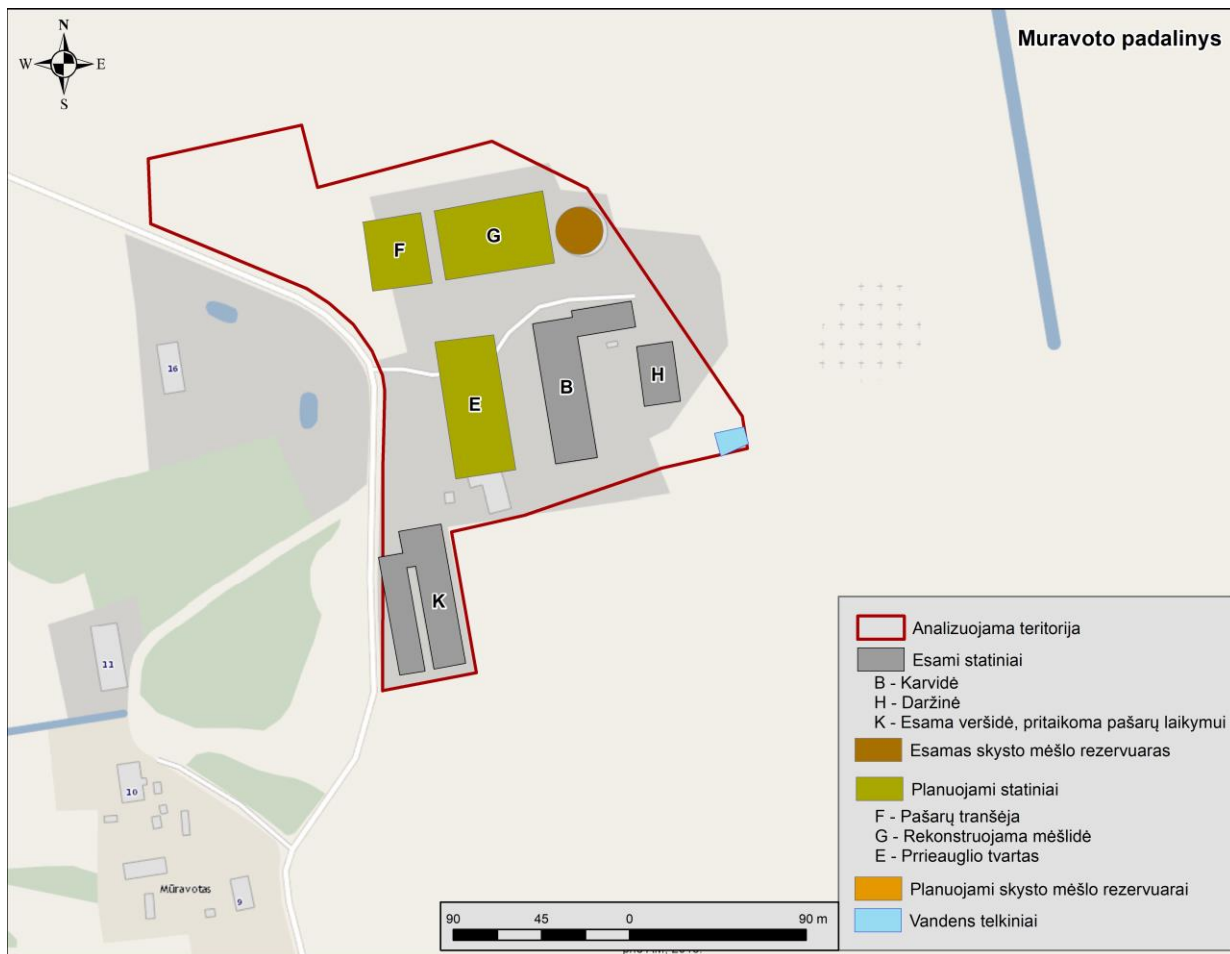 Muravoto padalinys
N
W
E
S
F
G
16
B
H
E
K
11
10
Mūravotas
9
Analizuojama teritorija
Esami statiniai
B - Karvidė
H - Daržinė
K - Esama veršidė, pritaikoma pašarų laikymui
Esamas skysto mėšlo rezervuaras
Planuojami statiniai
F - Pašarų tranšėja
G - Rekonstruojama mėšlidė
E - Prrieauglio tvartas
Planuojami skysto mėšlo rezervuarai
Vandens telkiniai
90 45 0 90 m